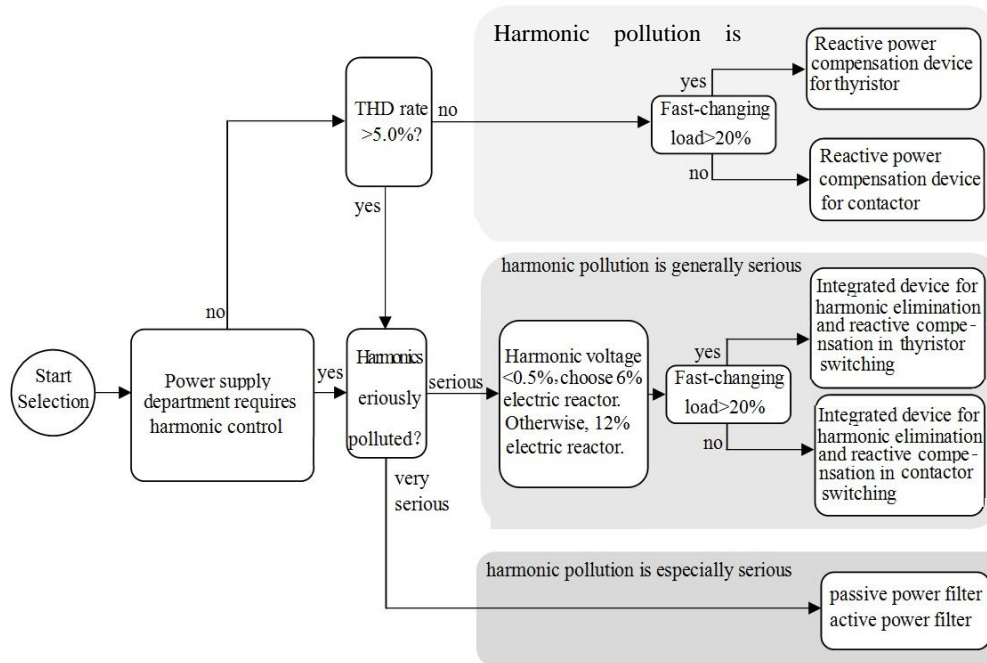 Harmonic pollution is
Reactive power
compensation device
for thyristor
yes
THD rate
>5.0%?
no
Fast-changing
load>20%
no
Reactive power
compensation device
for contactor
yes
harmonic pollution is generally serious
no
Integrated device for
harmonic elimination
and reactive compe-
nsation in thyristor
switching
Start
Selection
Power supply
department requires
harmonic control
yes
Harmonics
eriously
polluted?
serious
Harmonic voltage
<0.5%,choose 6%
electric reactor.
Otherwise, 12%
electric reactor.
yes
Fast-changing
load>20%
no
Integrated device for
harmonic elimination
and reactive compe-
nsation in contactor
switching
very
serious
harmonic pollution is especially serious
passive power filter
active power filter